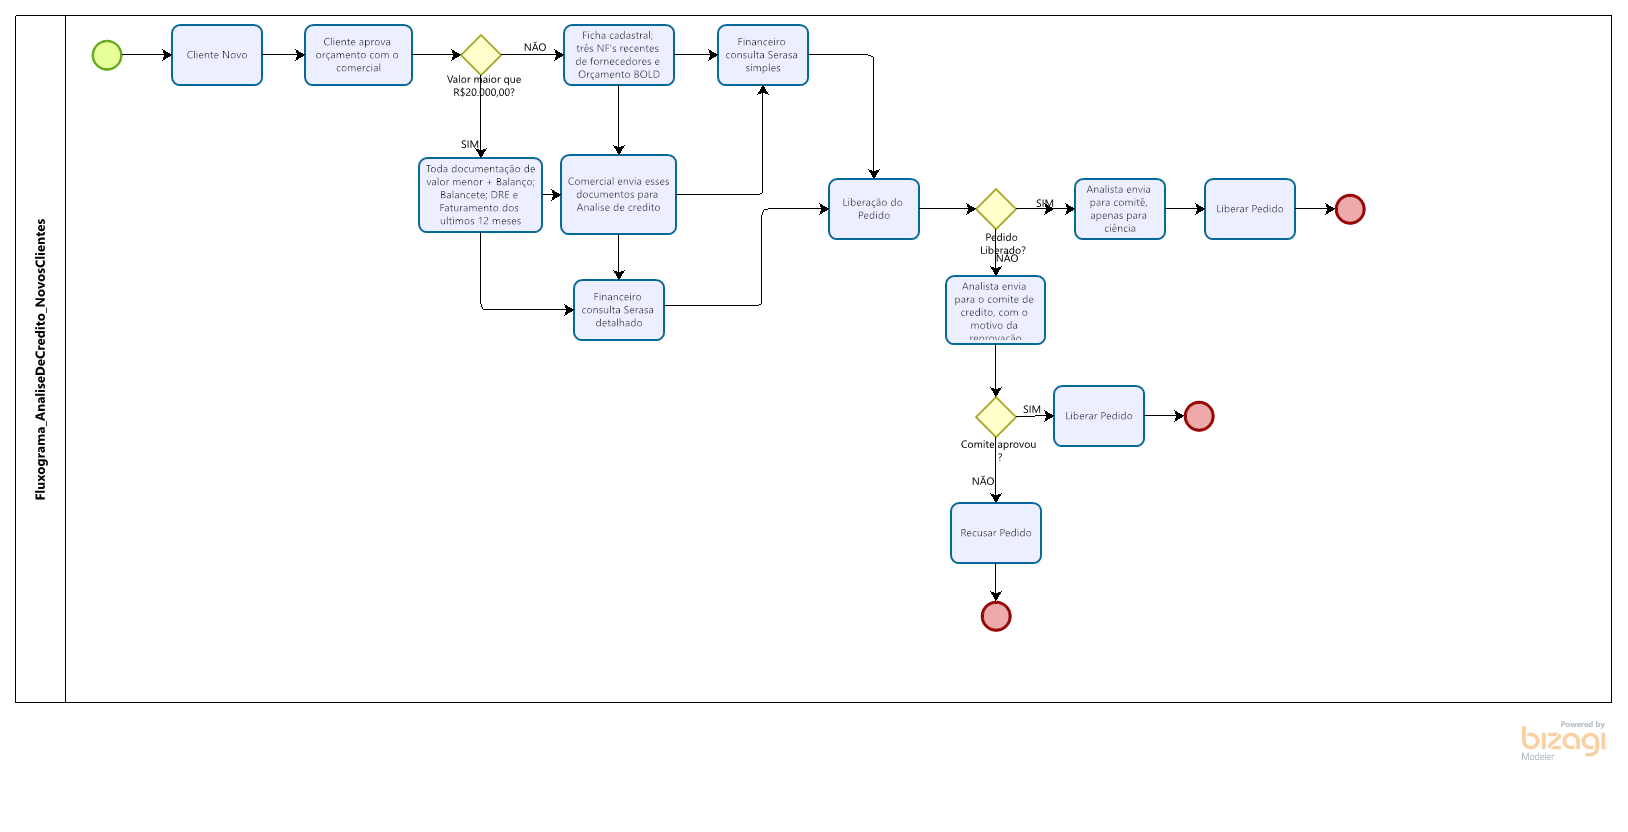 Fluxograma_AnaliseDeCredito_NovosClientes
Cliente Novo
Cliente aprova
orçamento com o
comercial
Valor maior que
R$20.000,00?
NÃO
SIM
Ficha cadastral;
três NF's recentes
de fornecedores e
Orçamento BOLD
Financeiro
consulta Serasa
simples
Toda documentação de
valor menor + Balanço;
Balancete; DRE e
Faturamento dos
ultimos 12 meses
Comercial envia esses
documentos para
Analise de credito
Financeiro
consulta Serasa
detalhado
Liberação do
Pedido
Pedido
Liberado?
SIM
NÃO
Analista envia
para comitê,
apenas para
ciência
Liberar Pedido
Analista envia
para o comite de
credito, com o
motivo da
reprovação
Comite aprovou
?
SIM
NÃO
Liberar Pedido
Recusar Pedido
Powered by
bizagi
Modeler